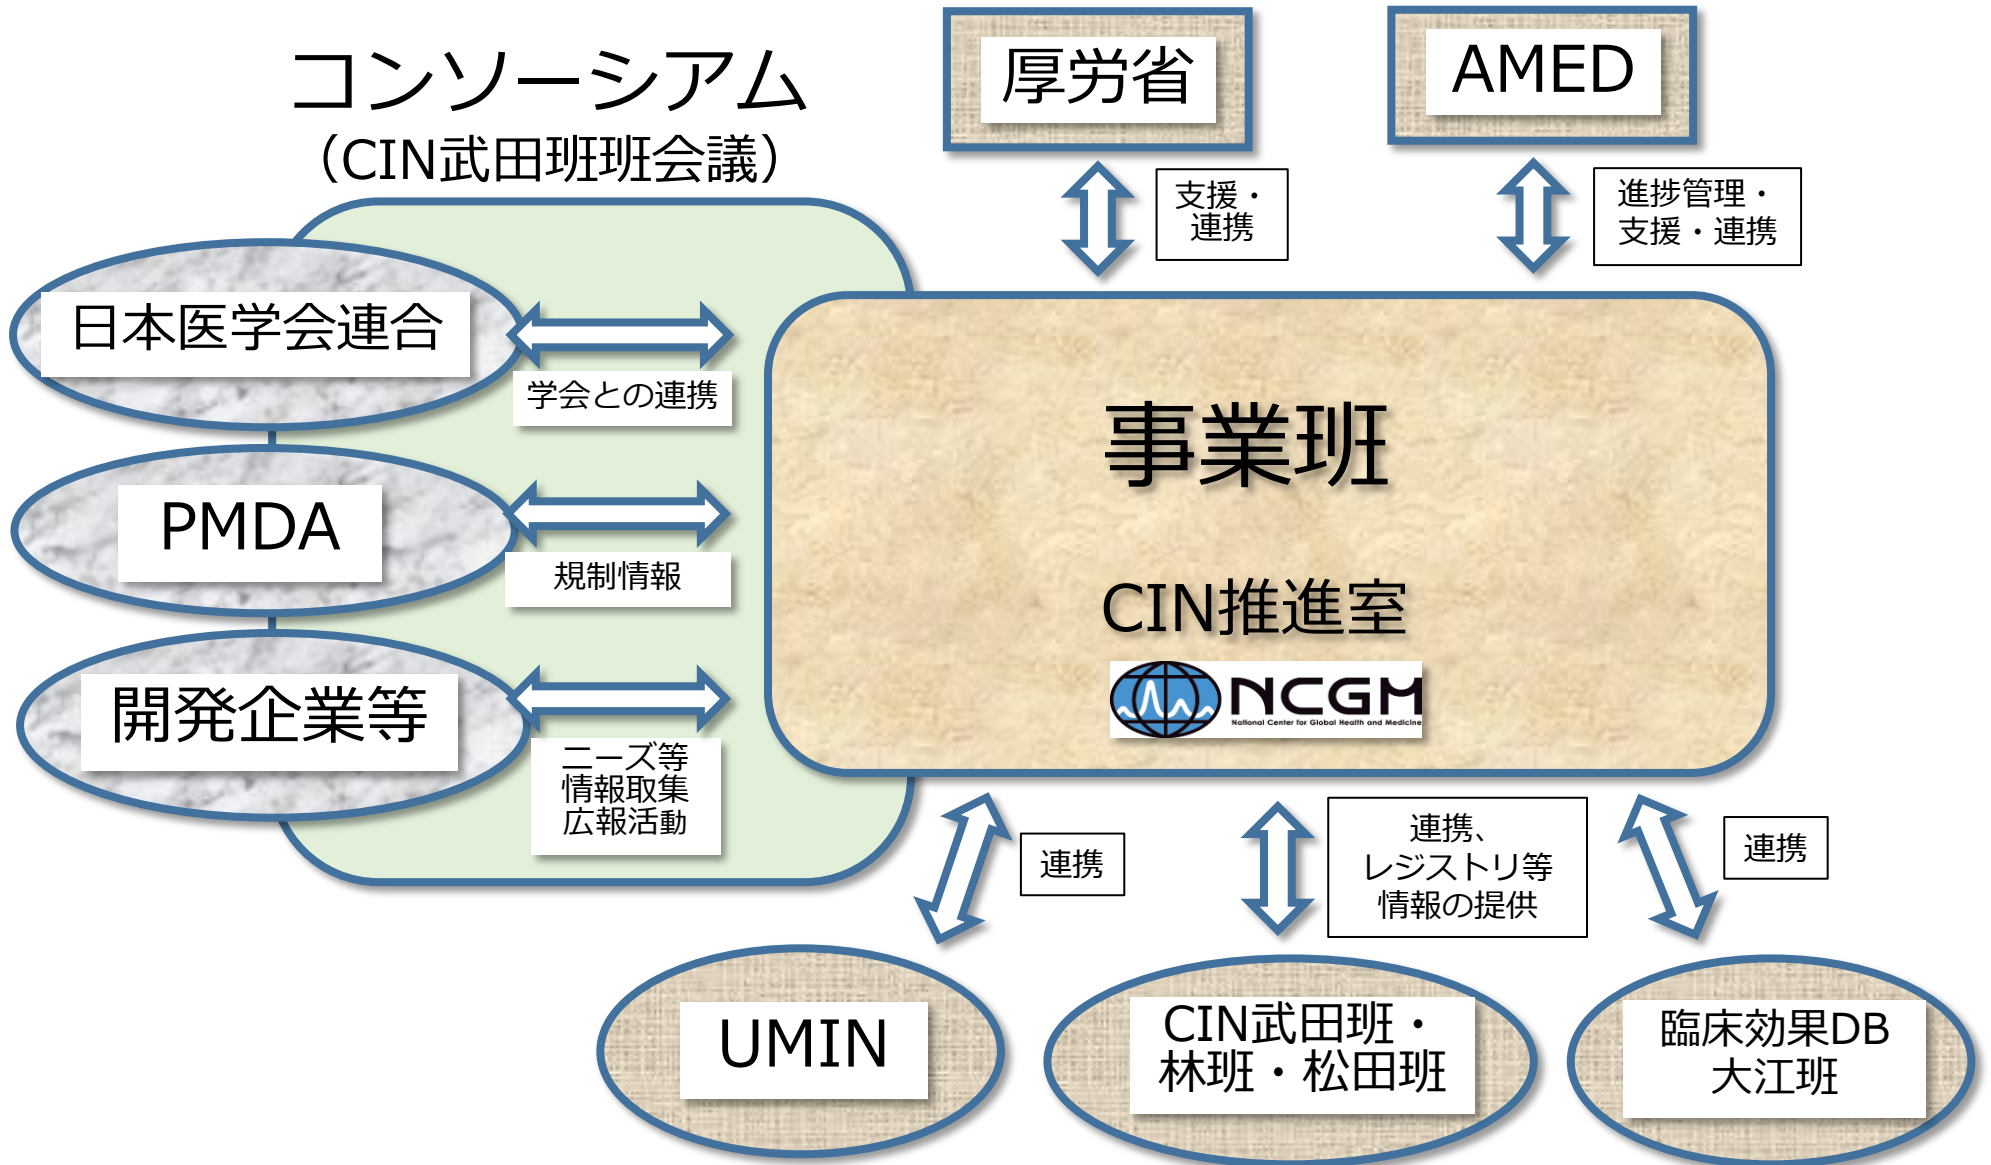 コンソーシアム
（CIN武田班班会議）
厚労省
AMED
支援・
連携
進捗管理・
支援・連携
日本医学会連合
学会との連携
PMDA
規制情報
開発企業等
ニーズ等
情報取集
広報活動
事業班
CIN推進室
NCGM
National Center for Global Health and Medicine
連携
連携、
レジストリ等
情報の提供
連携
UMIN
CIN武田班・
林班・松田班
臨床効果DB
大江班